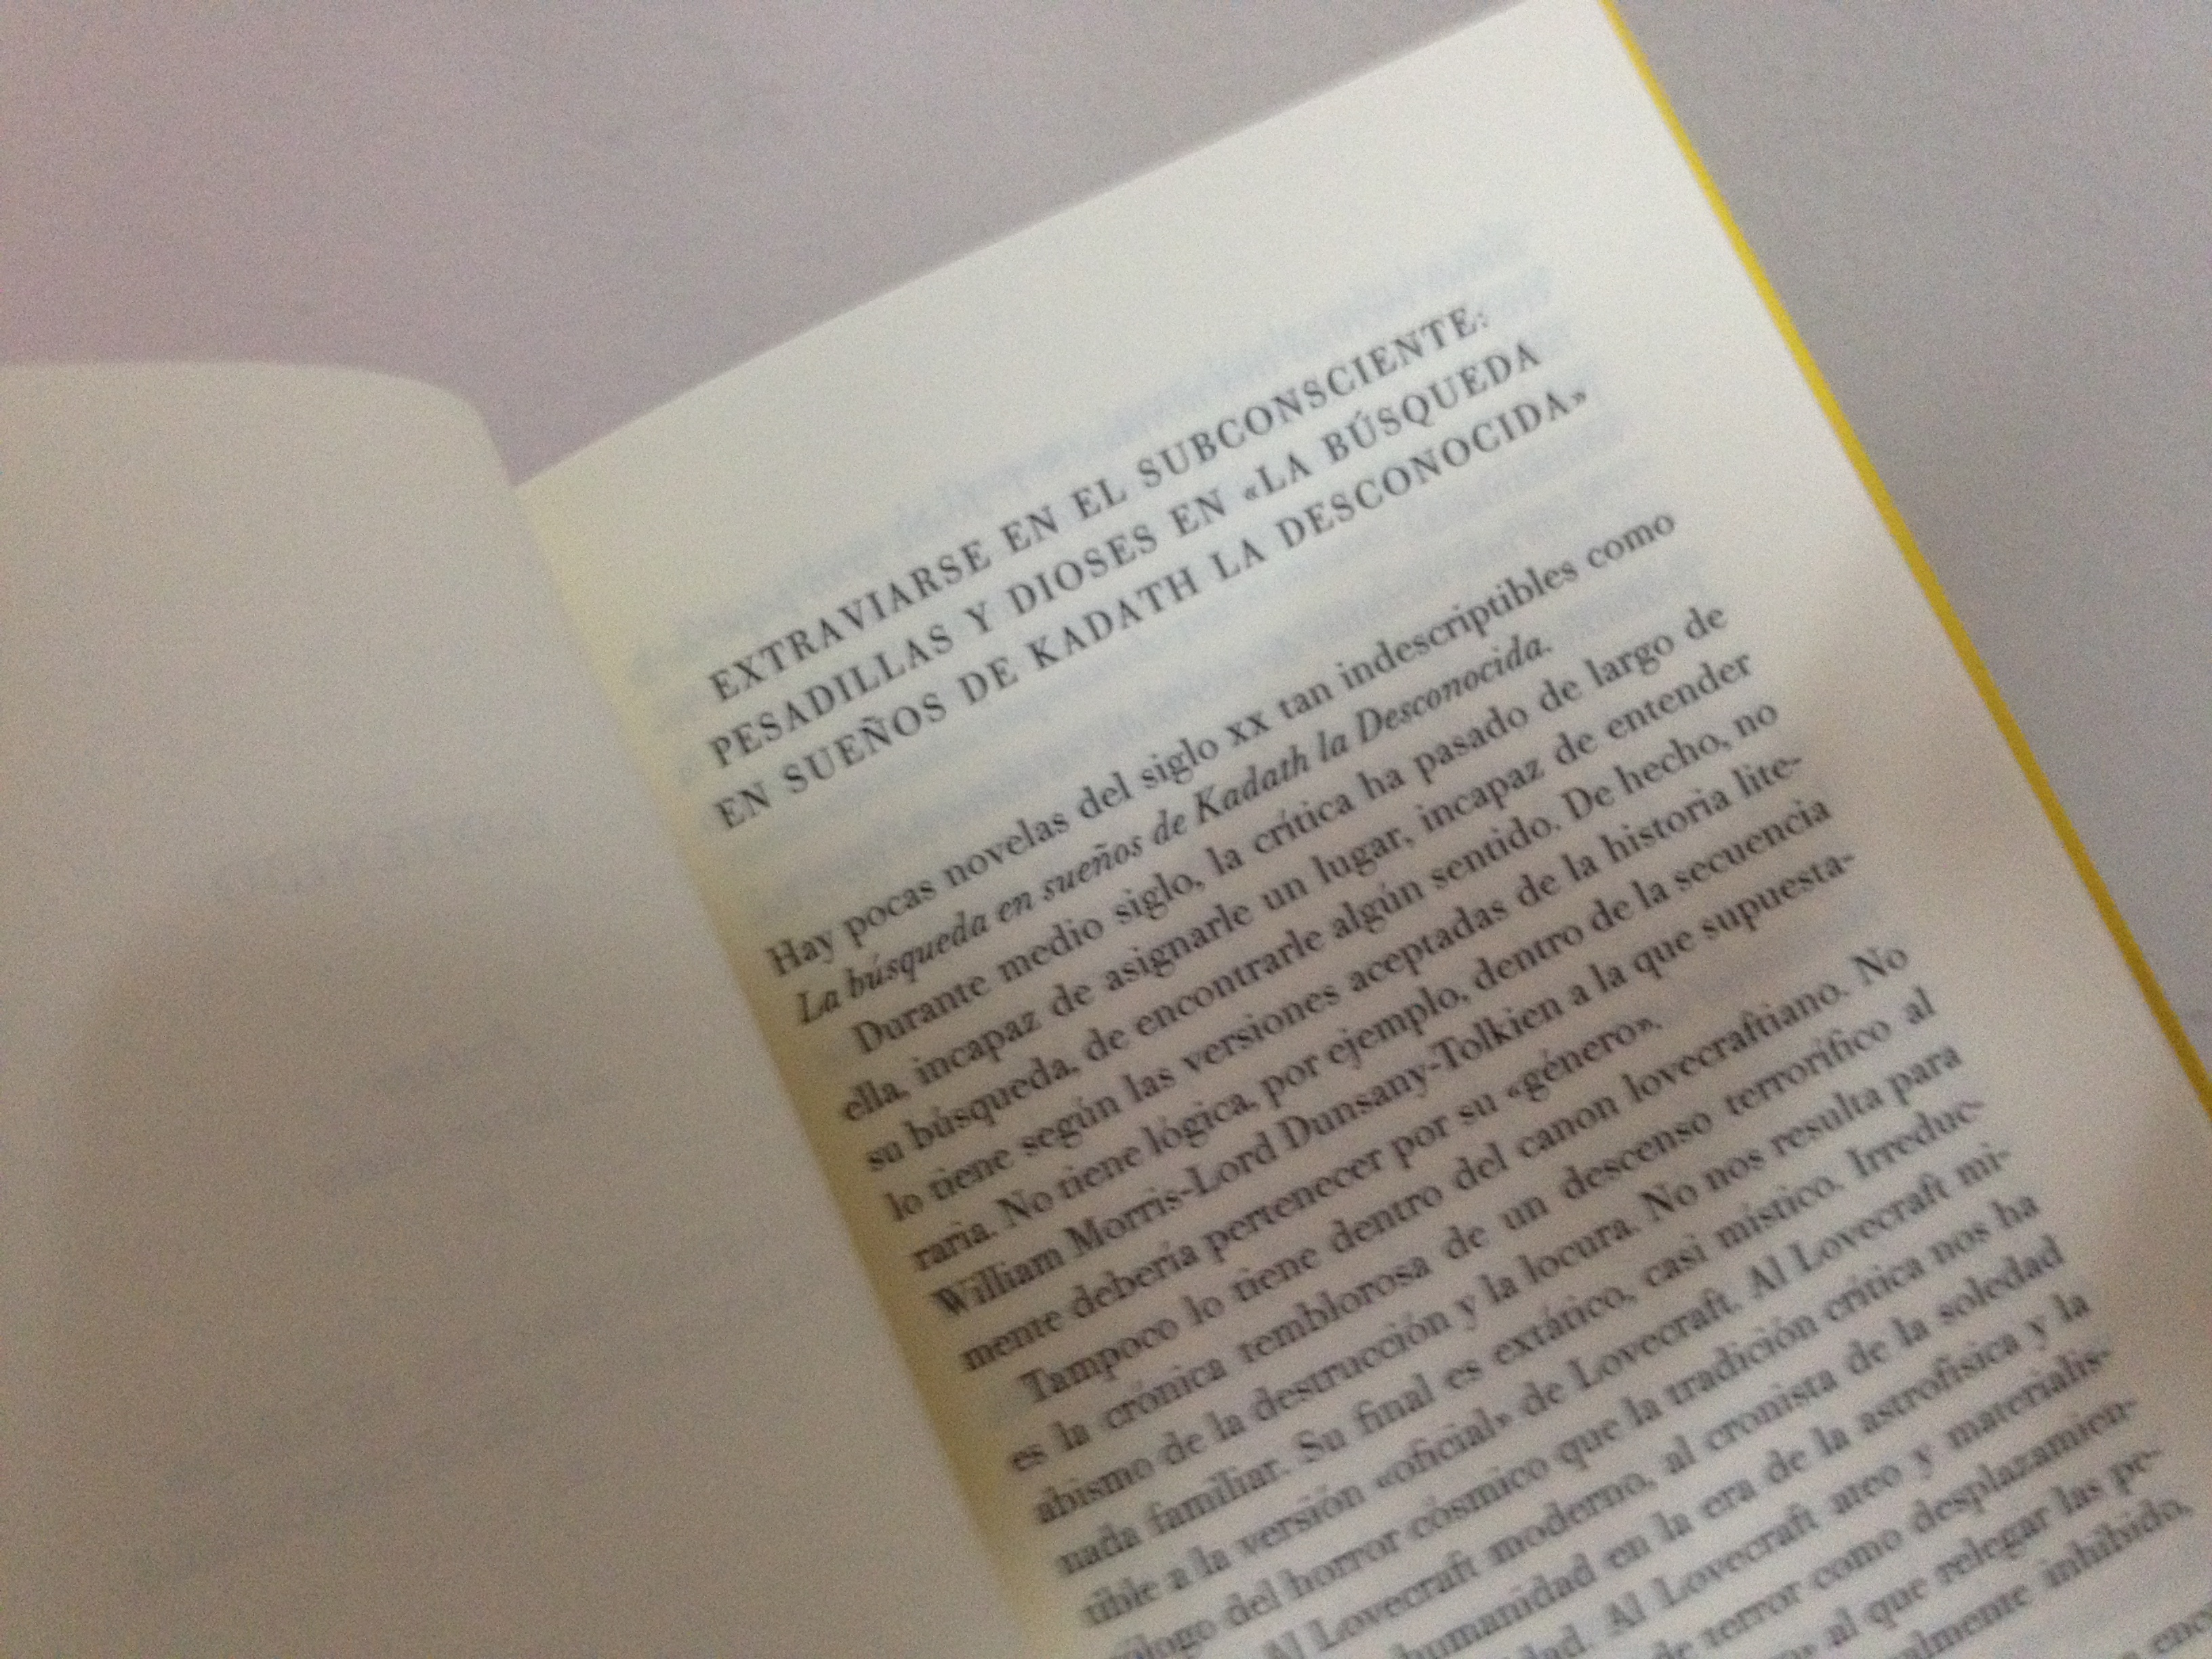 EXTRAVIARSE EN EL SUBCONSCIENTE:
PESADILLAS Y DIOSES EN «LA BÚSQUEDA
EN SUEÑOS DE KADATH LA DESCONOCIDA»
Hay pocas novelas del siglo XX tan indescriptibles como
La búsqueda en sueños de Kadath la Desconocida.
Durante medio siglo, la crítica ha pasado de largo de
ella, incapaz de asignarle un lugar, incapaz de entender
su búsqueda, de encontrarle algún sentido. De hecho, no
lo tiene según las versiones aceptadas de la historia lite-
raria. No tiene lógica, por ejemplo, dentro de la secuencia
William Morris-Lord Dunsany-Tolkien a la que supuesta-
mente debería pertenecer por su «género».
Tampoco lo tiene dentro del canon lovecraftiano. No
es la crónica temblorosa de un descenso terrorífico al
abismo de la destrucción y la locura. No nos resulta para
nada familiar. Su final es extático, casi místico. Irreduc-
tible a la versión «oficial» de Lovecraft. Al Lovecraft mi-
tólogo del horror cósmico que la tradición crítica nos ha
Al Lovecraft moderno, al cronista de la soledad
humanidad en la era de la astrofísica y la
dad. Al Lovecraft ateo y materialis-
de terror como desplazamien-
al que relegar las pe-
almente inhibido,